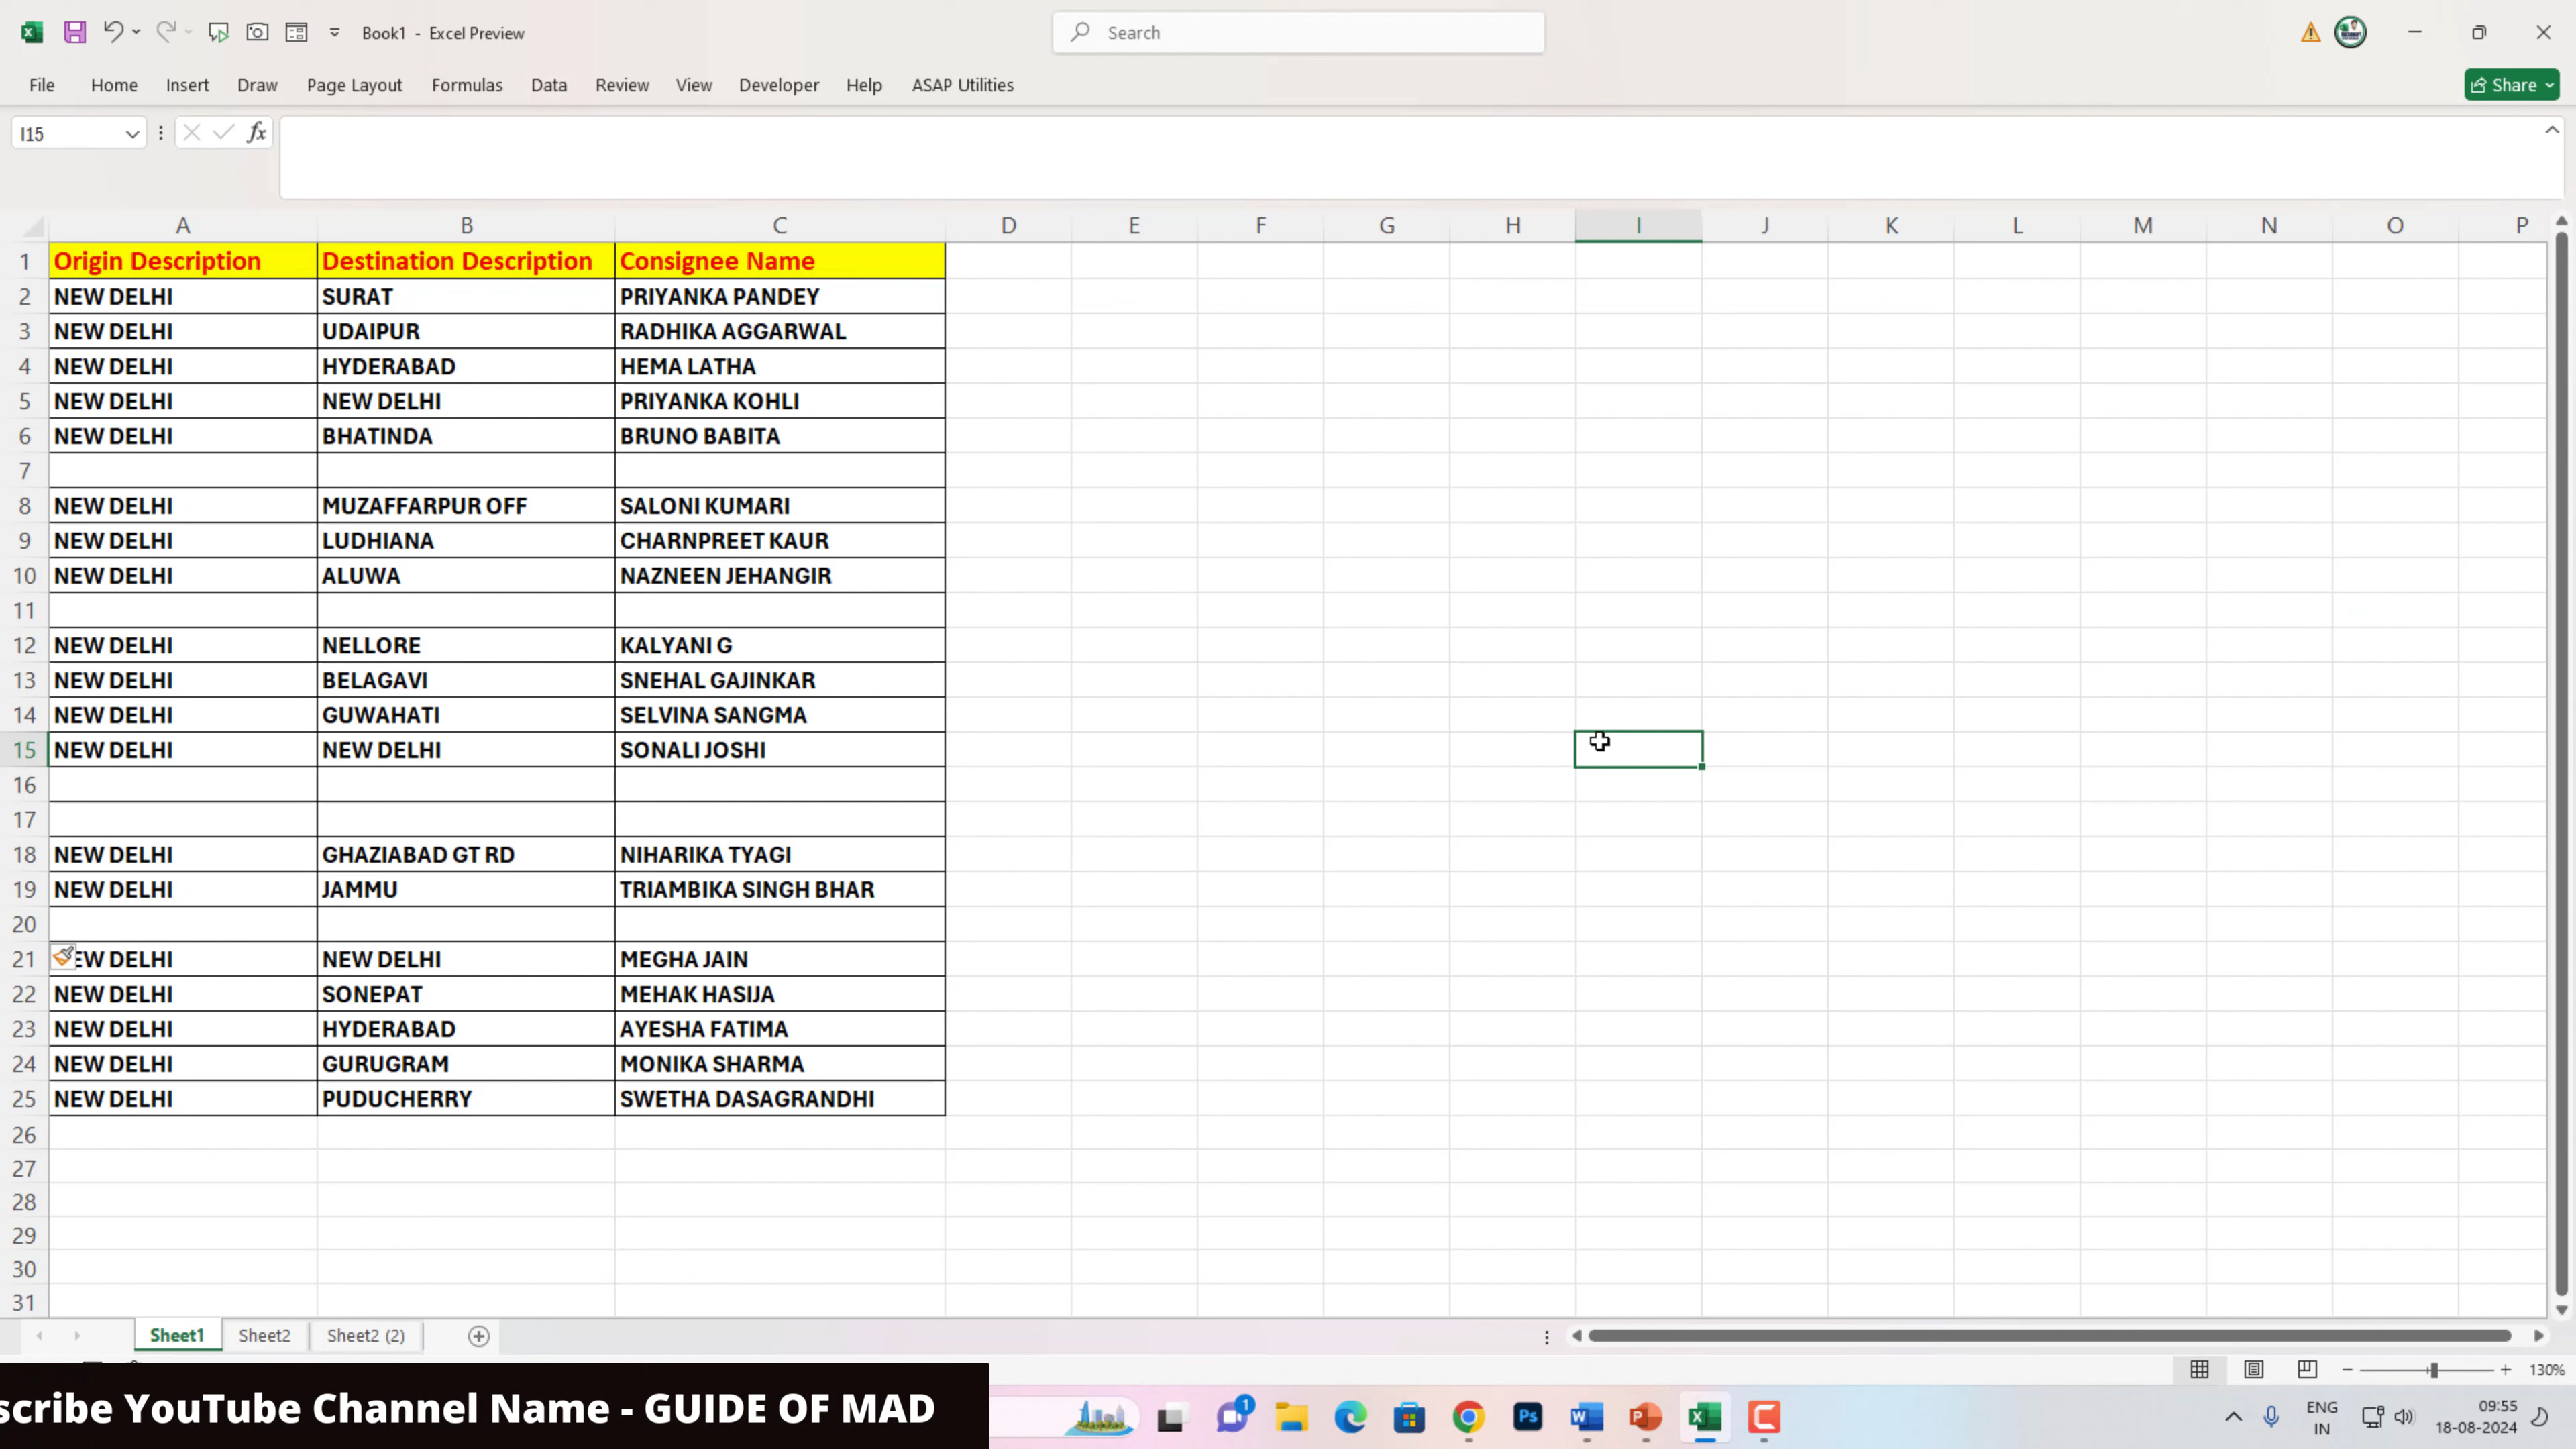 Book1 - Excel Preview
Search
File Home Insert Draw Page Layout Formulas Data Review View Developer Help ASAP Utilities
Share
I15
fx
A B C D E F G H I J K L M N O P
1 Origin Description Destination Description Consignee Name
2 NEW DELHI SURAT PRIYANKA PANDEY
3 NEW DELHI UDAIPUR RADHIKA AGGARWAL
4 NEW DELHI HYDERABAD HEMA LATHA
5 NEW DELHI NEW DELHI PRIYANKA KOHLI
6 NEW DELHI BHATINDA BRUNO BABITA
7
8 NEW DELHI MUZAFFARPUR OFF SALONI KUMARI
9 NEW DELHI LUDHIANA CHARNPREET KAUR
10 NEW DELHI ALUWA NAZNEEN JEHANGIR
11
12 NEW DELHI NELLORE KALYANI G
13 NEW DELHI BELAGAVI SNEHAL GAJINKAR
14 NEW DELHI GUWAHATI SELVINA SANGMA
15 NEW DELHI NEW DELHI SONALI JOSHI
16
17
18 NEW DELHI GHAZIABAD GT RD NIHARIKA TYAGI
19 NEW DELHI JAMMU TRIAMBIKA SINGH BHAR
20
21 EW DELHI NEW DELHI MEGHA JAIN
22 NEW DELHI SONEPAT MEHAK HASIJA
23 NEW DELHI HYDERABAD AYESHA FATIMA
24 NEW DELHI GURUGRAM MONIKA SHARMA
25 NEW DELHI PUDUCHERRY SWETHA DASAGRANDHI
26
27
28
29
30
31
Sheet1 Sheet2 Sheet2 (2)
130%
scribe YouTube Channel Name - GUIDE OF MAD
1
Ps
W
P
X
C
ENG
IN
09:55
18-08-2024